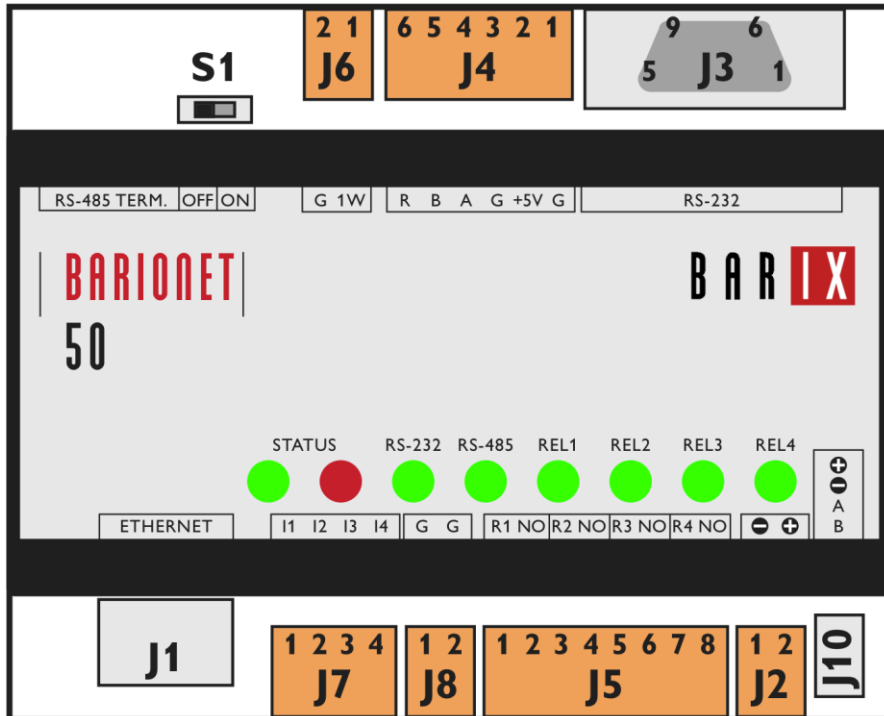 2 1 6 5 4 3 2 1 9 6
S1 J6 J4 5 J3 1
RS-485 TERM. OFF ON G 1W R B A G +5V G RS-232
BARIONET BARIX
50
STATUS RS-232 RS-485 REL1 REL2 REL3 REL4
A
ETHERNET I1 I2 I3 I4 G G R1 NO R2 NO R3 NO R4 NO − + B
1 2 3 4 1 2 1 2 3 4 5 6 7 8 1 2
J1 J7 J8 J5 J2 J10